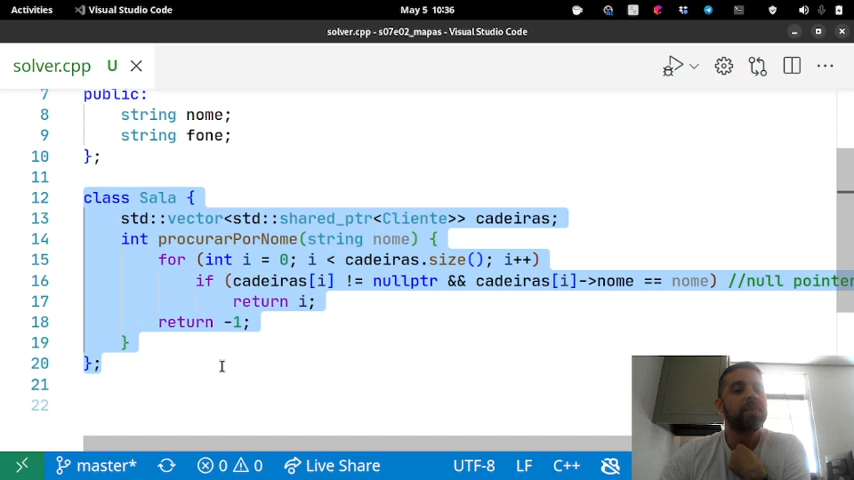 Activities Visual Studio Code May 5 10:36
solver.cpp - s07e02_mapas - Visual Studio Code
solver.cpp U
7 public:
8 string nome;
9 string fone;
10 };
11
12 class Sala {
13 std::vector<std::shared_ptr<Cliente>> cadeiras;
14 int procurarPorNome(string nome) {
15 for (int i = 0; i < cadeiras.size(); i++)
16 if (cadeiras[i] != nullptr && cadeiras[i]->nome == nome) //null pointer
17 return i;
18 return -1;
19 }
20 };
21
22
master* 0 0 Live Share UTF-8 LF C++